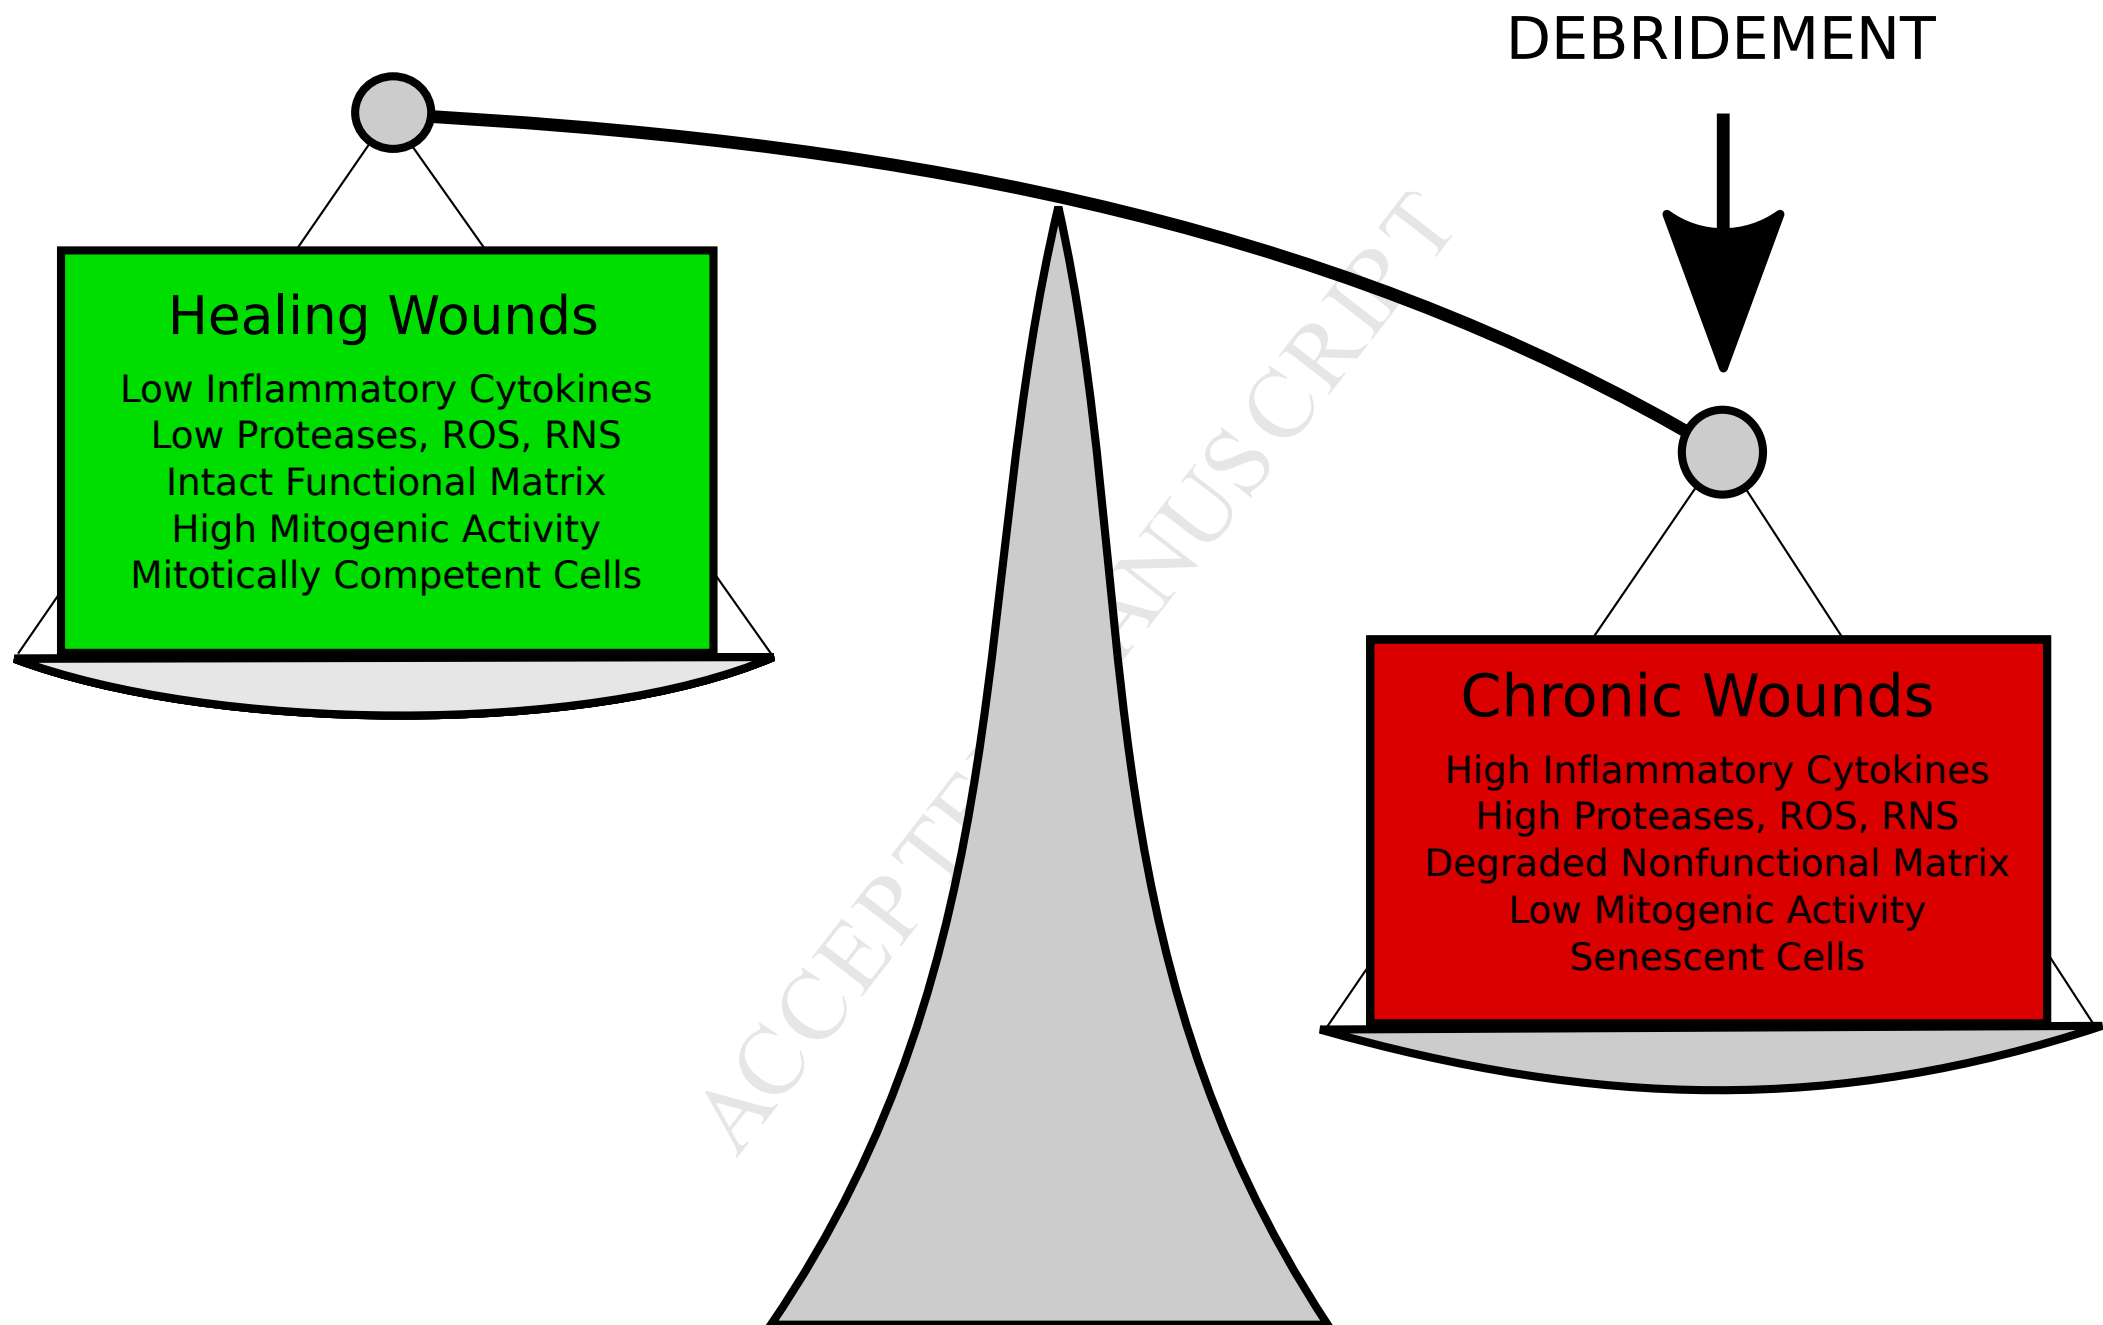 DEBRIDEMENT
Healing Wounds
Low Inflammatory Cytokines
Low Proteases, ROS, RNS
Intact Functional Matrix
High Mitogenic Activity
Mitotically Competent Cells
Chronic Wounds
High Inflammatory Cytokines
High Proteases, ROS, RNS
Degraded Nonfunctional Matrix
Low Mitogenic Activity
Senescent Cells